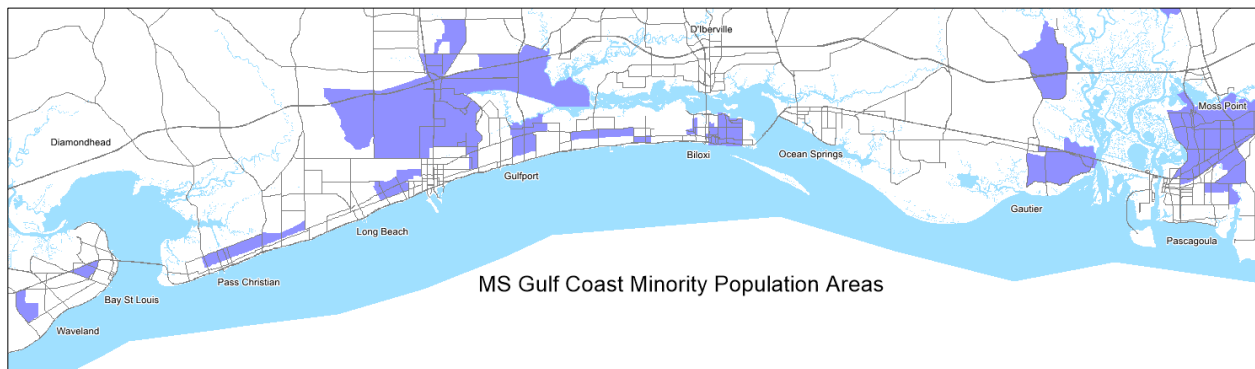 D'Iberville
Moss Point
Diamondhead
Biloxi
Ocean Springs
Gulfport
Gautier
Long Beach
Pascagoula
Pass Christian
MS Gulf Coast Minority Population Areas
Bay St Louis
Waveland